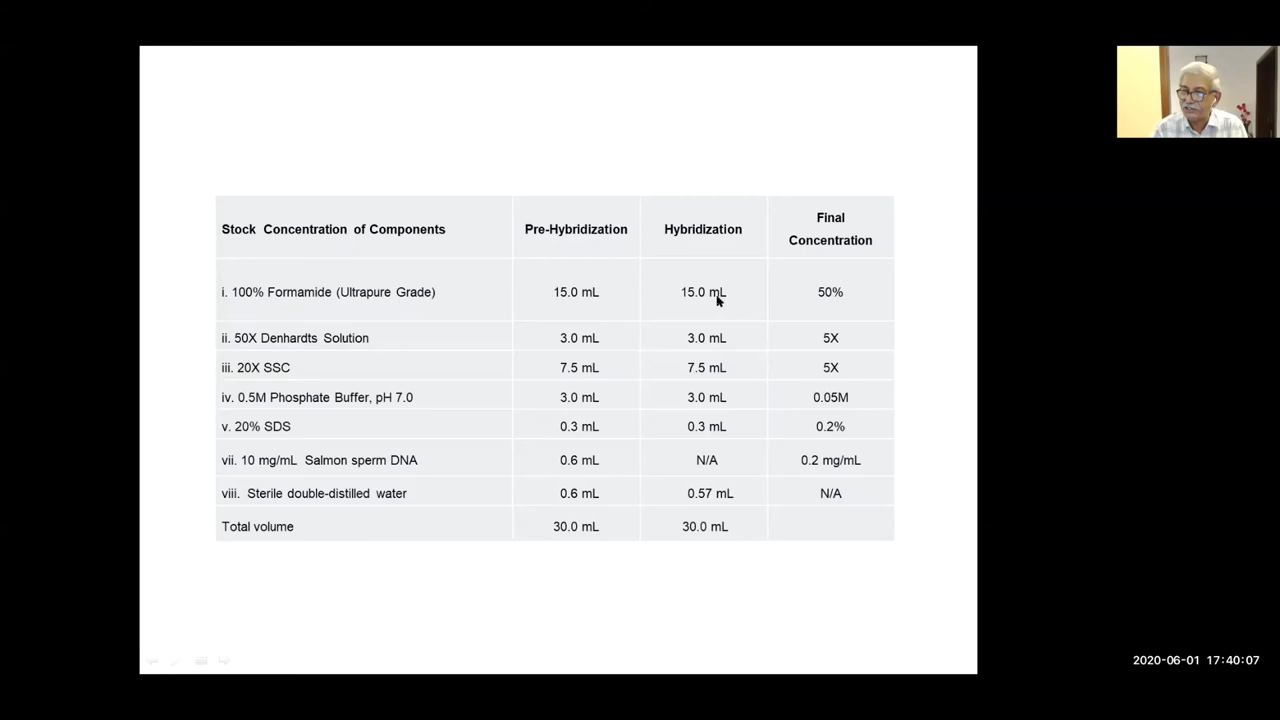 Stock Concentration of Components Pre-Hybridization Hybridization Final Concentration
i. 100% Formamide (Ultrapure Grade) 15.0 mL 15.0 mL 50%
ii. 50X Denhardts Solution 3.0 mL 3.0 mL 5X
iii. 20X SSC 7.5 mL 7.5 mL 5X
iv. 0.5M Phosphate Buffer, pH 7.0 3.0 mL 3.0 mL 0.05M
v. 20% SDS 0.3 mL 0.3 mL 0.2%
vii. 10 mg/mL Salmon sperm DNA 0.6 mL N/A 0.2 mg/mL
viii. Sterile double-distilled water 0.6 mL 0.57 mL N/A
Total volume 30.0 mL 30.0 mL
2020-06-01 17:40:07